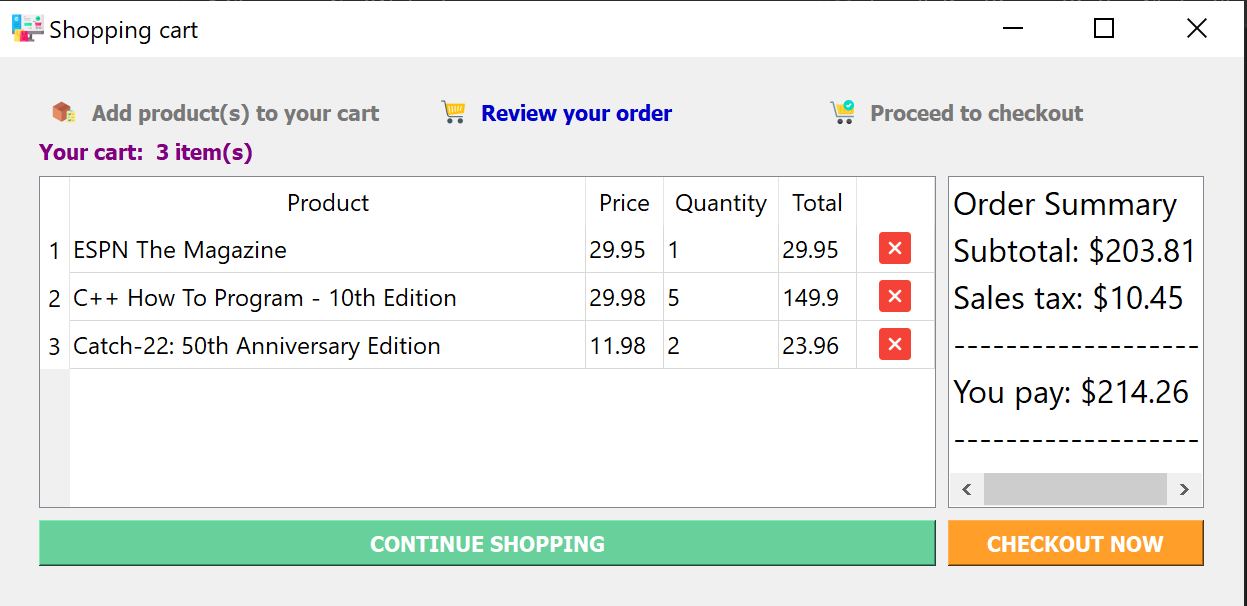 Shopping cart
Add product(s) to your cart Review your order Proceed to checkout
Your cart: 3 item(s)
Product Price Quantity Total
1 ESPN The Magazine 29.95 1 29.95
2 C++ How To Program - 10th Edition 29.98 5 149.9
3 Catch-22: 50th Anniversary Edition 11.98 2 23.96
Order Summary
Subtotal: $203.81
Sales tax: $10.45
-------------------
You pay: $214.26
-------------------
CONTINUE SHOPPING CHECKOUT NOW